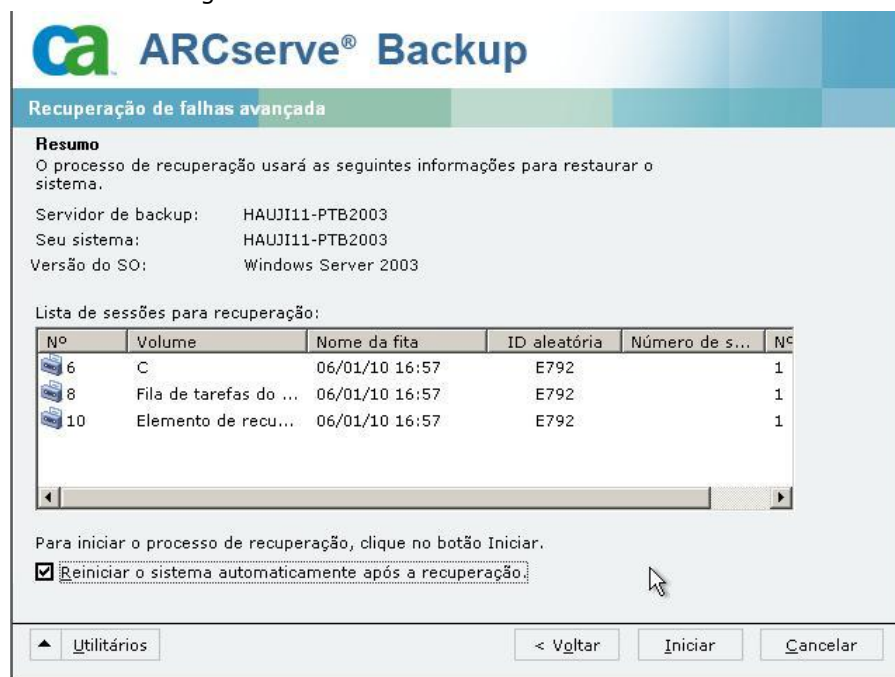 ca ARCserve® Backup
Recuperação de falhas avançada
Resumo
O processo de recuperação usará as seguintes informações para restaurar o
sistema.
Servidor de backup: HAUJI11-PTB2003
Seu sistema: HAUJI11-PTB2003
Versão do SO: Windows Server 2003
Lista de sessões para recuperação:
Nº Volume Nome da fita ID aleatória Número de s... Nº
6 C 06/01/10 16:57 E792 1
8 Fila de tarefas do ... 06/01/10 16:57 E792 1
10 Elemento de recu... 06/01/10 16:57 E792 1
Para iniciar o processo de recuperação, clique no botão Iniciar.
Reiniciar o sistema automaticamente após a recuperação.
Utilitários < Voltar Iniciar Cancelar